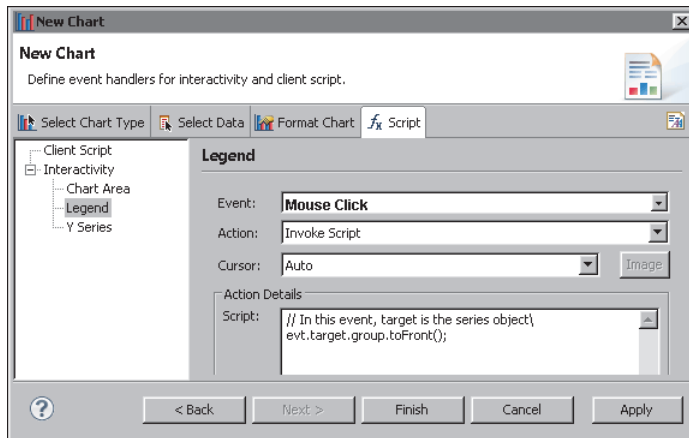 New Chart
New Chart
Define event handlers for interactivity and client script.
Select Chart Type
Select Data
Format Chart
fx Script
Client Script
Interactivity
Chart Area
Legend
Y Series
Legend
Event: Mouse Click
Action: Invoke Script
Cursor: Auto Image
Action Details
Script: // In this event, target is the series object\
evt.target.group.toFront();
< Back Next > Finish Cancel Apply